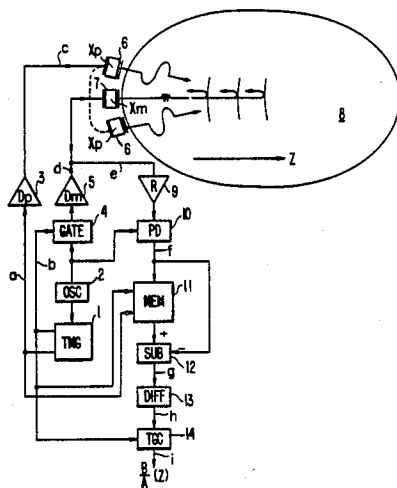 c
Xp
6
7
Xm
w
8
Xp
6
Z
d
e
3
Dp
Dm
5
R
9
GATE
4
PD
10
f
a
b
OSC
2
MEM
11
TMG
1
+
−
SUB
12
g
DIFF
13
h
TGC
14
i
B/A (Z)